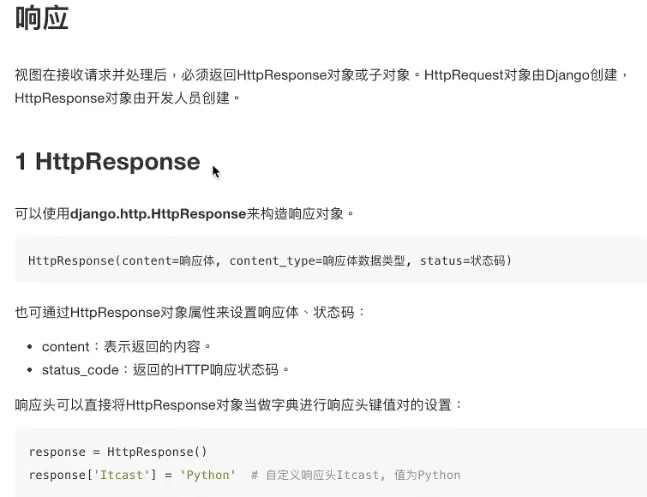 响应
视图在接收请求并处理后，必须返回HttpResponse对象或子对象。HttpRequest对象由Django创建，
HttpResponse对象由开发人员创建。
1 HttpResponse
可以使用django.http.HttpResponse来构造响应对象。
HttpResponse(content=响应体, content_type=响应体数据类型, status=状态码)
也可通过HttpResponse对象属性来设置响应体、状态码：
• content：表示返回的内容。
• status_code：返回的HTTP响应状态码。
响应头可以直接将HttpResponse对象当做字典进行响应头键值对的设置：
response = HttpResponse()
response['Itcast'] = 'Python'  # 自定义响应头Itcast, 值为Python